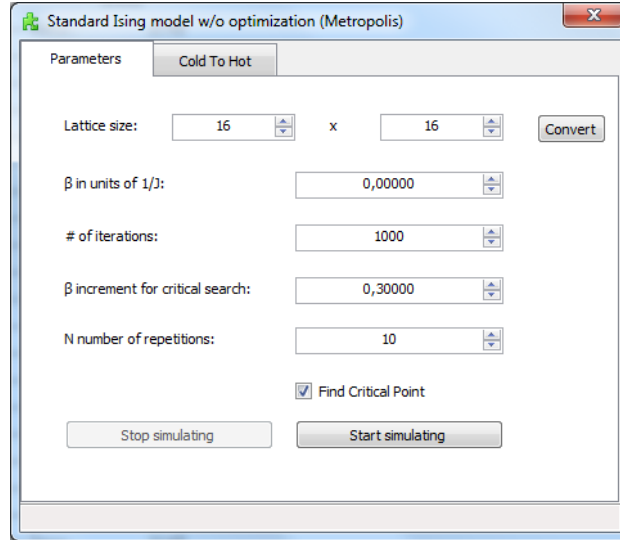 Standard Ising model w/o optimization (Metropolis)
Parameters Cold To Hot
Lattice size: 16 x 16 Convert
β in units of 1/J: 0,00000
# of iterations: 1000
β increment for critical search: 0,30000
N number of repetitions: 10
Find Critical Point
Stop simulating Start simulating